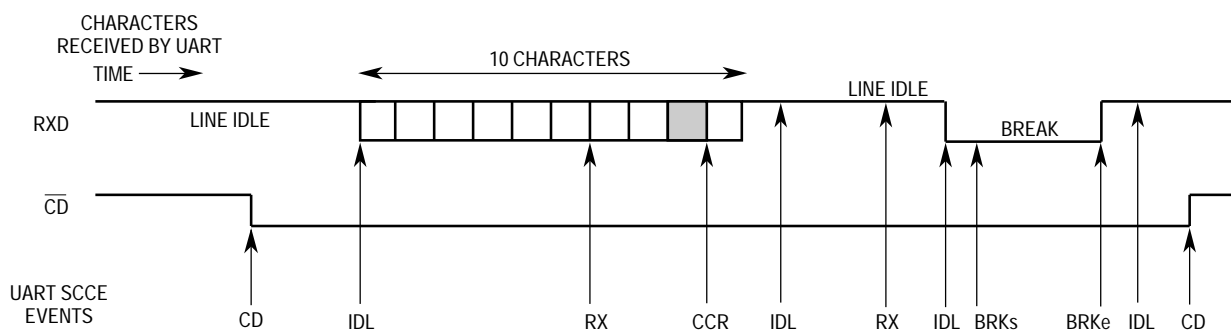 CHARACTERS
RECEIVED BY UART
TIME
10 CHARACTERS
LINE IDLE
RXD
LINE IDLE
BREAK
CD
UART SCCE
EVENTS
CD IDL RX CCR IDL RX IDL BRKs BRKe IDL CD